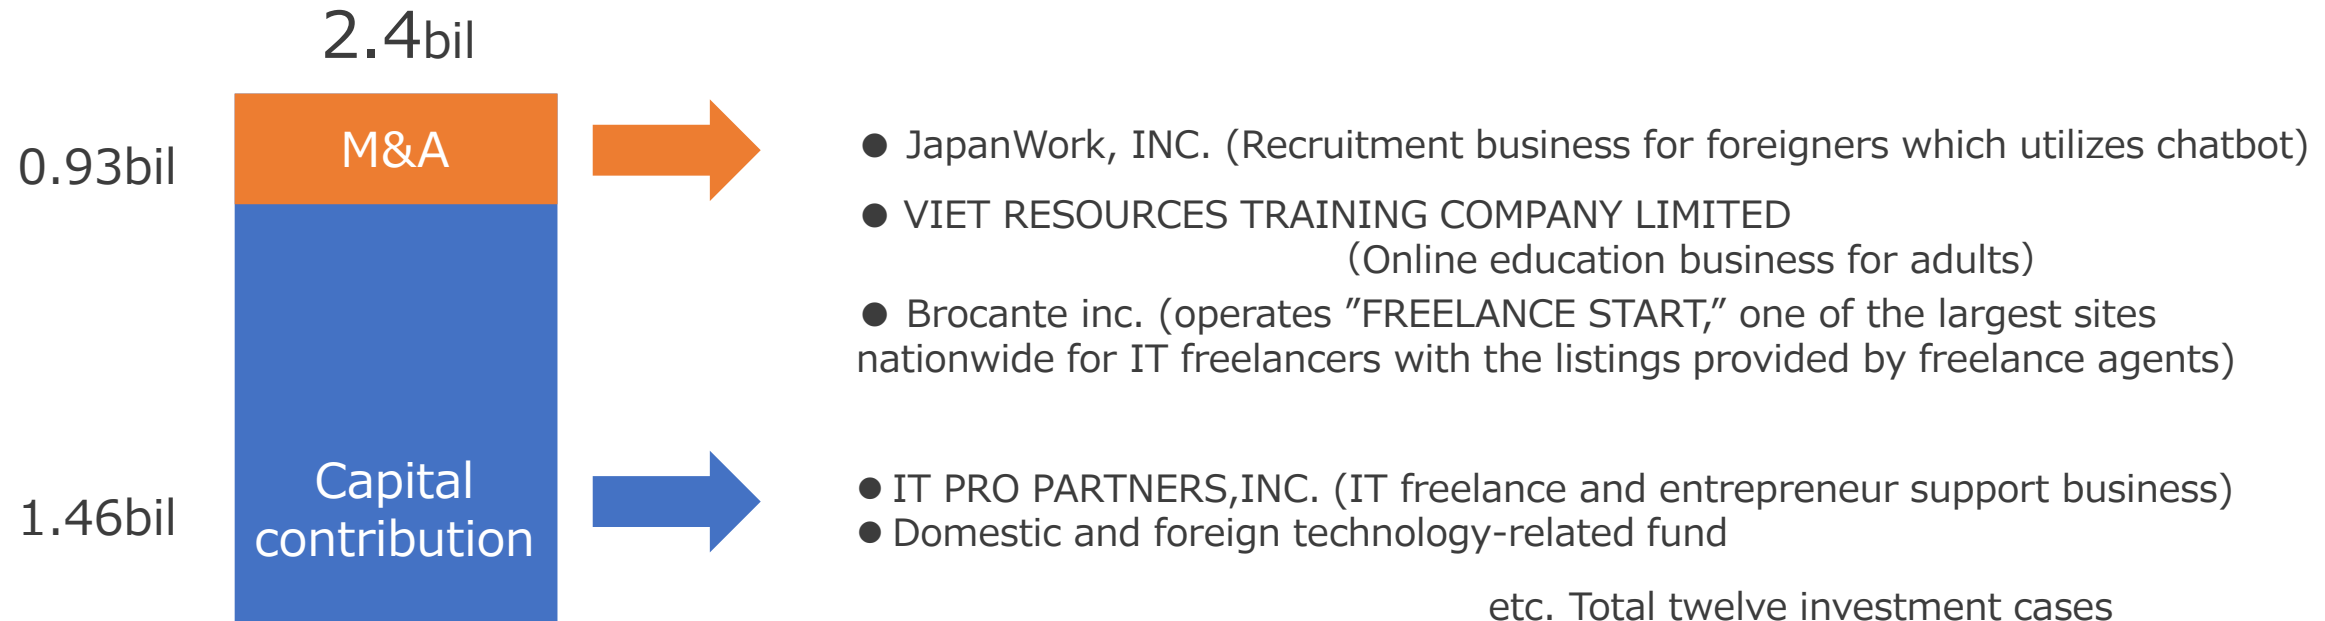 2.4bil
M&A
0.93bil
● JapanWork, INC. (Recruitment business for foreigners which utilizes chatbot)
● VIET RESOURCES TRAINING COMPANY LIMITED
（Online education business for adults）
● Brocante inc. (operates ”FREELANCE START,” one of the largest sites
nationwide for IT freelancers with the listings provided by freelance agents)
Capital
contribution
1.46bil
● IT PRO PARTNERS,INC. (IT freelance and entrepreneur support business)
● Domestic and foreign technology-related fund
etc. Total twelve investment cases